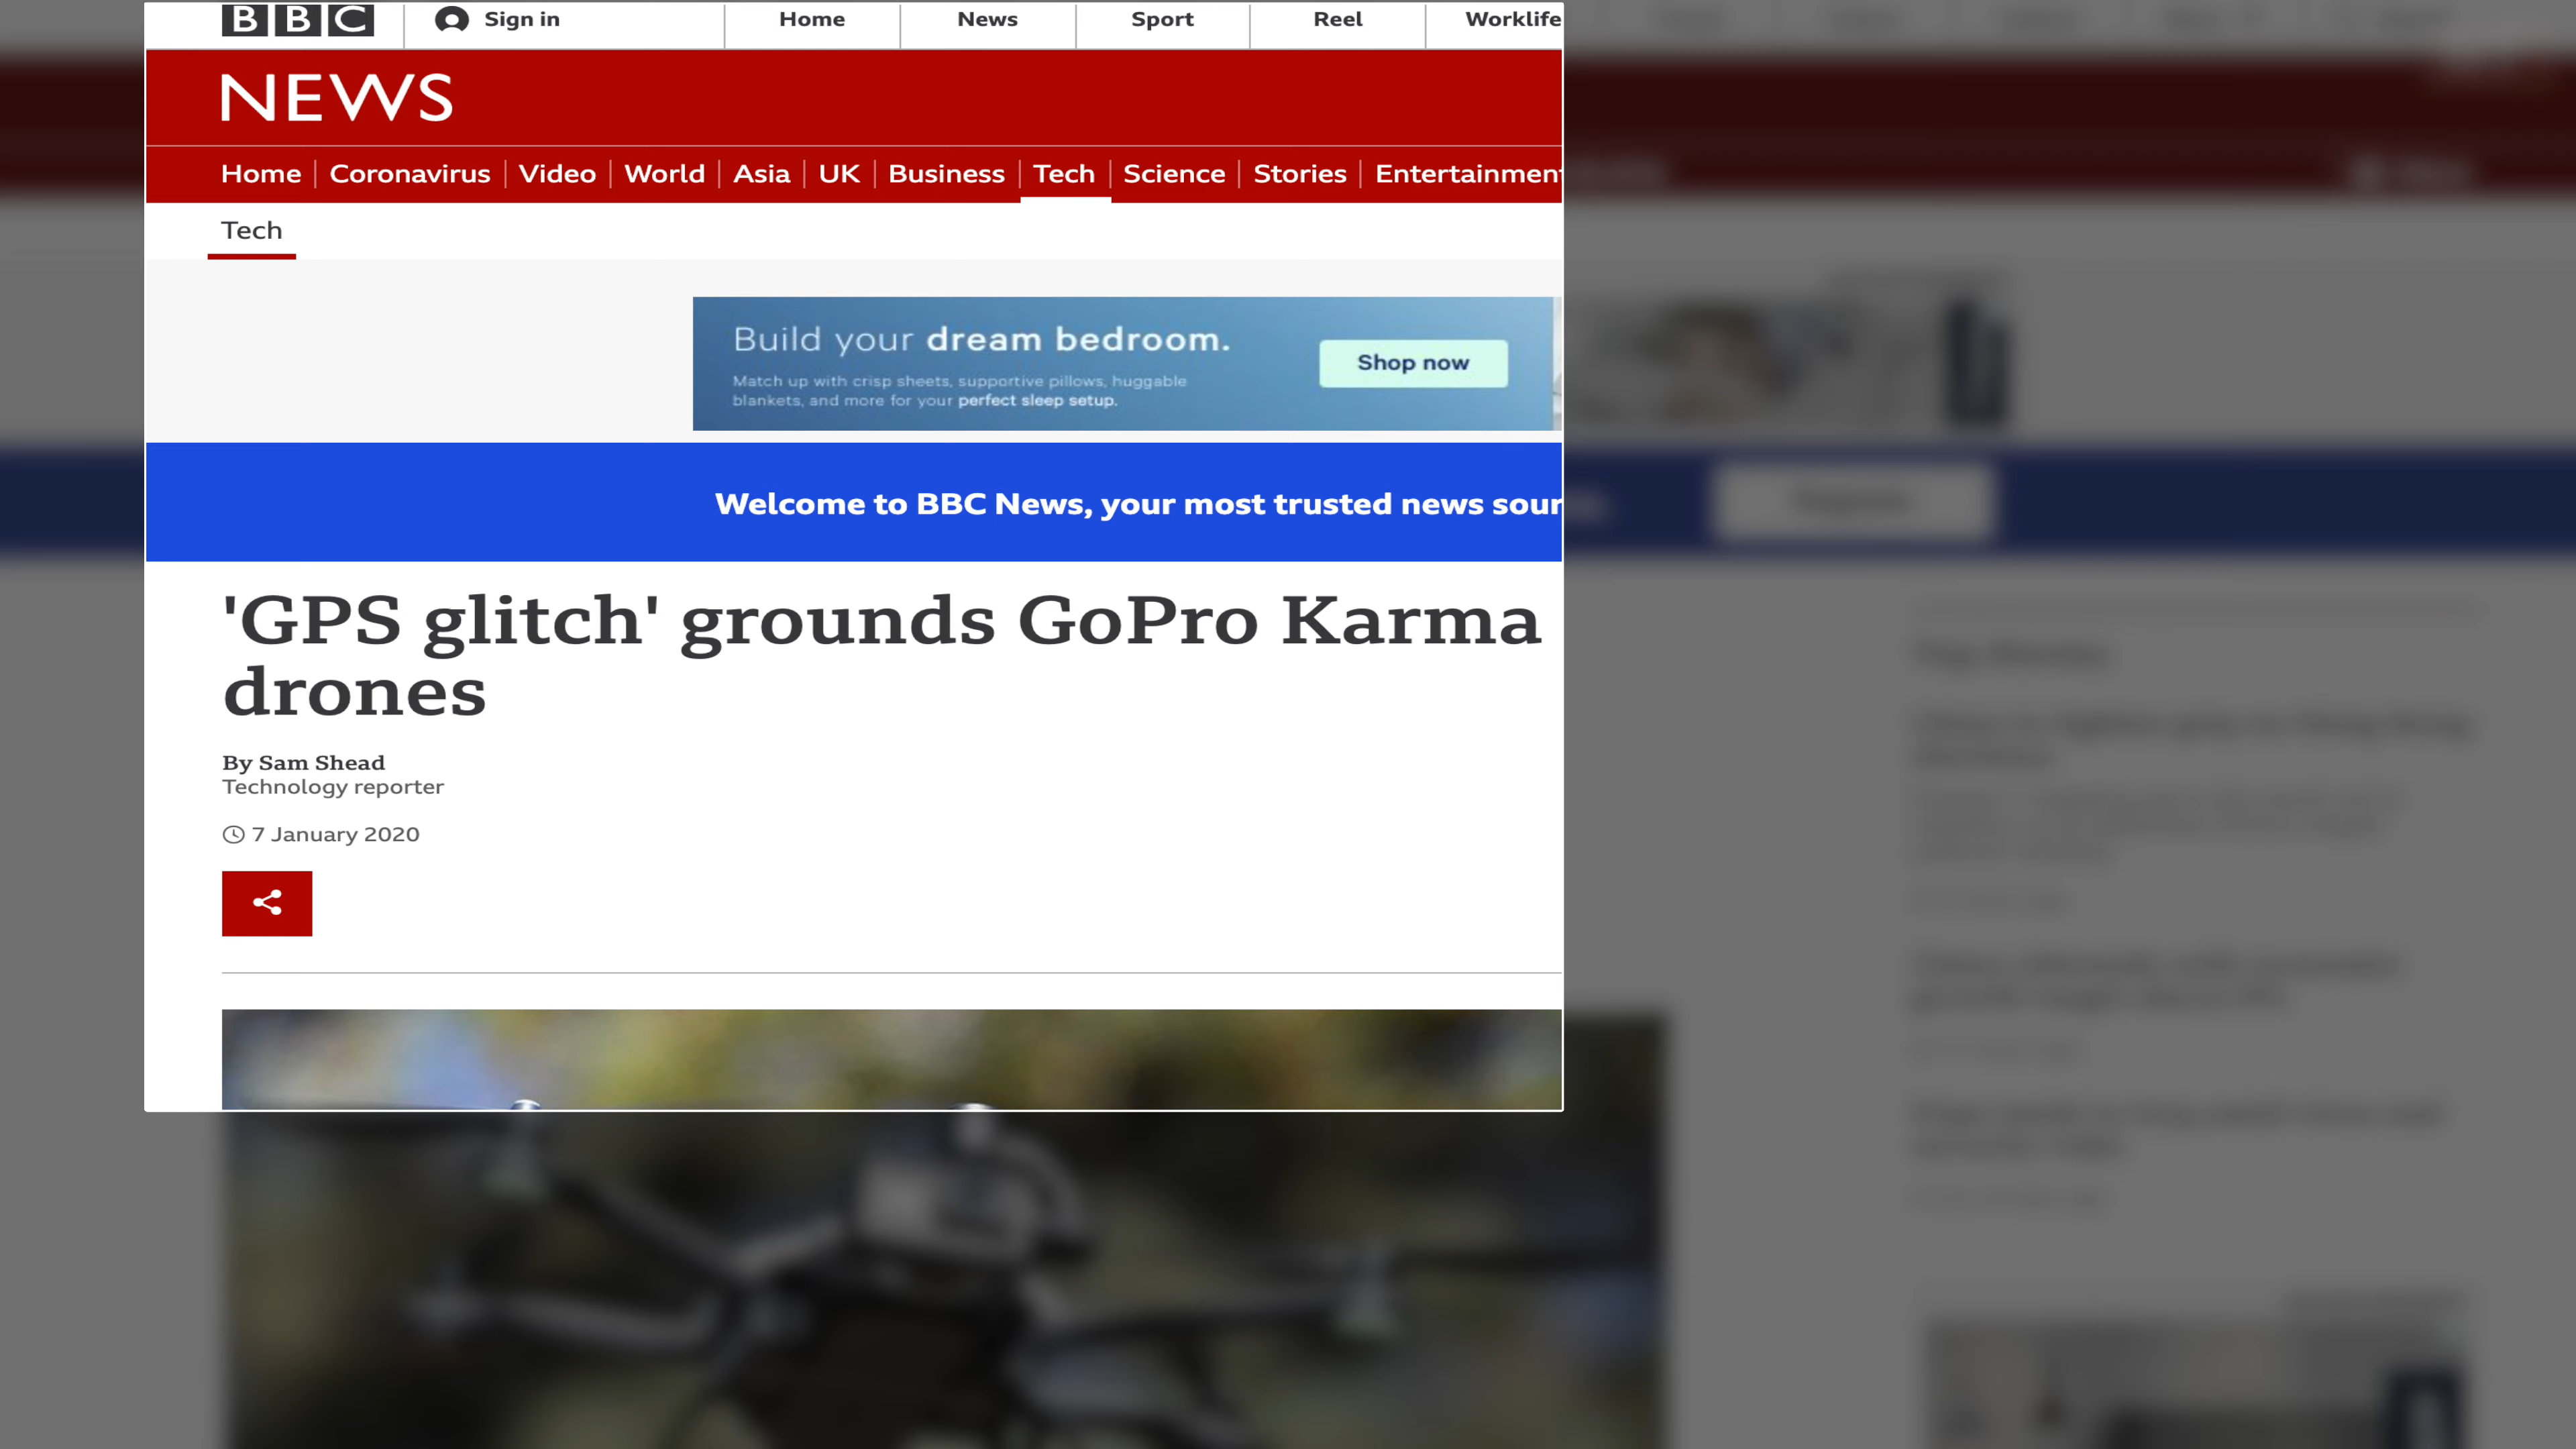 BBC
Sign in
Home
News
Sport
Reel
Worklife
NEWS
Home
Coronavirus
Video
World
Asia
UK
Business
Tech
Science
Stories
Entertainment
Tech
Build your dream bedroom.
Match up with crisp sheets, supportive pillows, huggable
blankets, and more for your perfect sleep setup.
Shop now
Welcome to BBC News, your most trusted news sour
'GPS glitch' grounds GoPro Karma
drones
By Sam Shead
Technology reporter
7 January 2020